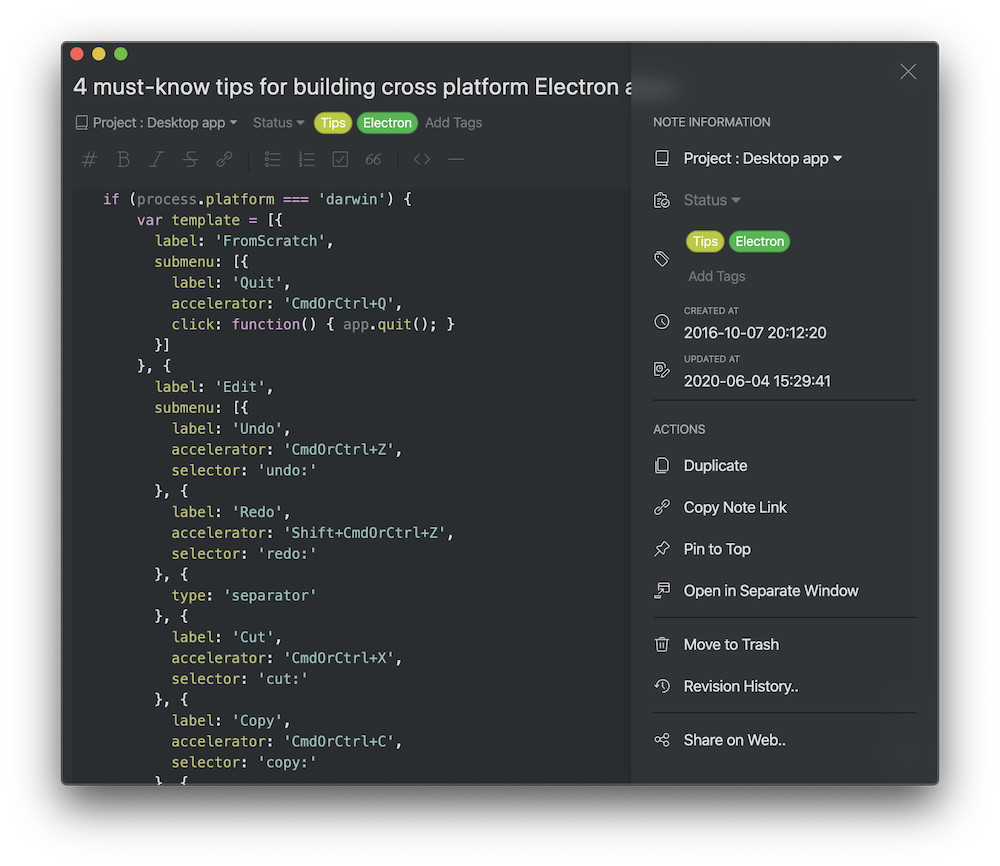 4 must-know tips for building cross platform Electron
Project : Desktop app
Status
Tips
Electron
Add Tags
# B I S 66 <>
if (process.platform === 'darwin') {
var template = [{
label: 'FromScratch',
submenu: [{
label: 'Quit',
accelerator: 'CmdOrCtrl+Q',
click: function() { app.quit(); }
}]
}, {
label: 'Edit',
submenu: [{
label: 'Undo',
accelerator: 'CmdOrCtrl+Z',
selector: 'undo:'
}, {
label: 'Redo',
accelerator: 'Shift+CmdOrCtrl+Z',
selector: 'redo:'
}, {
type: 'separator'
}, {
label: 'Cut',
accelerator: 'CmdOrCtrl+X',
selector: 'cut:'
}, {
label: 'Copy',
accelerator: 'CmdOrCtrl+C',
selector: 'copy:'
}, {
NOTE INFORMATION
Project : Desktop app
Status
Tips
Electron
Add Tags
CREATED AT
2016-10-07 20:12:20
UPDATED AT
2020-06-04 15:29:41
ACTIONS
Duplicate
Copy Note Link
Pin to Top
Open in Separate Window
Move to Trash
Revision History..
Share on Web..